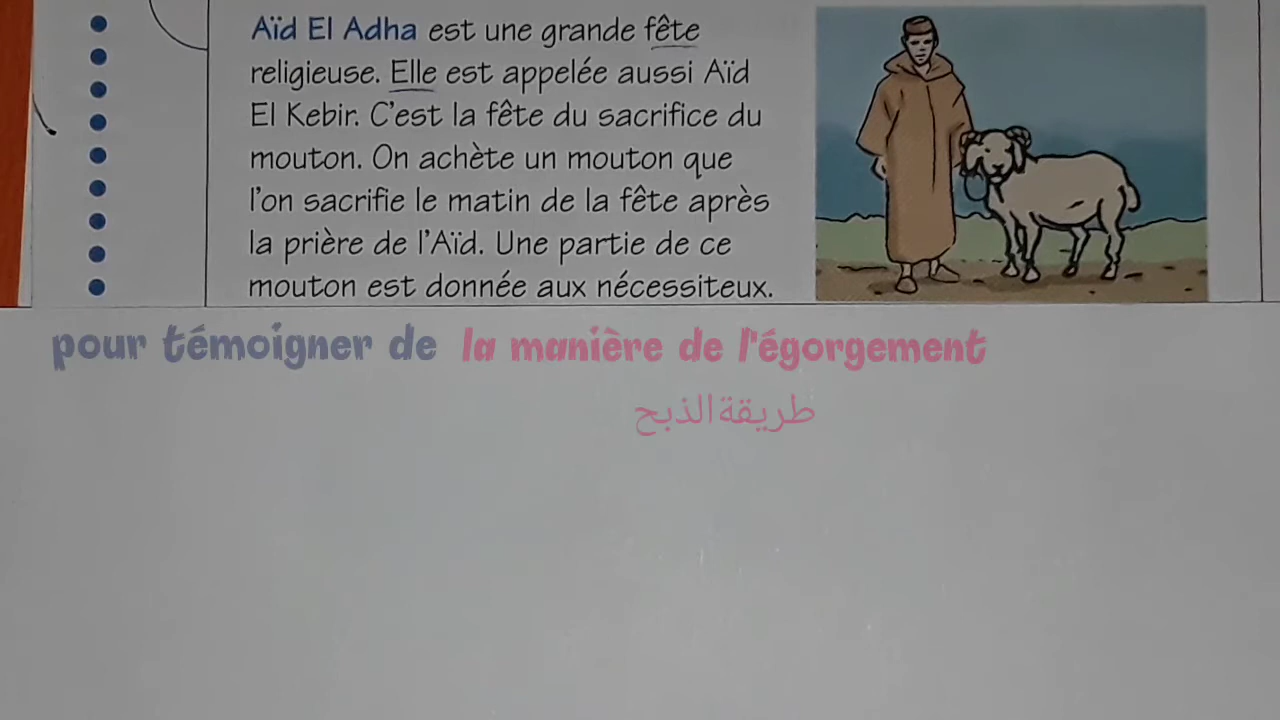 Aïd El Adha est une grande fête
religieuse. Elle est appelée aussi Aïd
El Kebir. C'est la fête du sacrifice du
mouton. On achète un mouton que
l'on sacrifie le matin de la fête après
la prière de l'Aïd. Une partie de ce
mouton est donnée aux nécessiteux.
pour témoigner de la manière de l'égorgement
طريقة الذبح